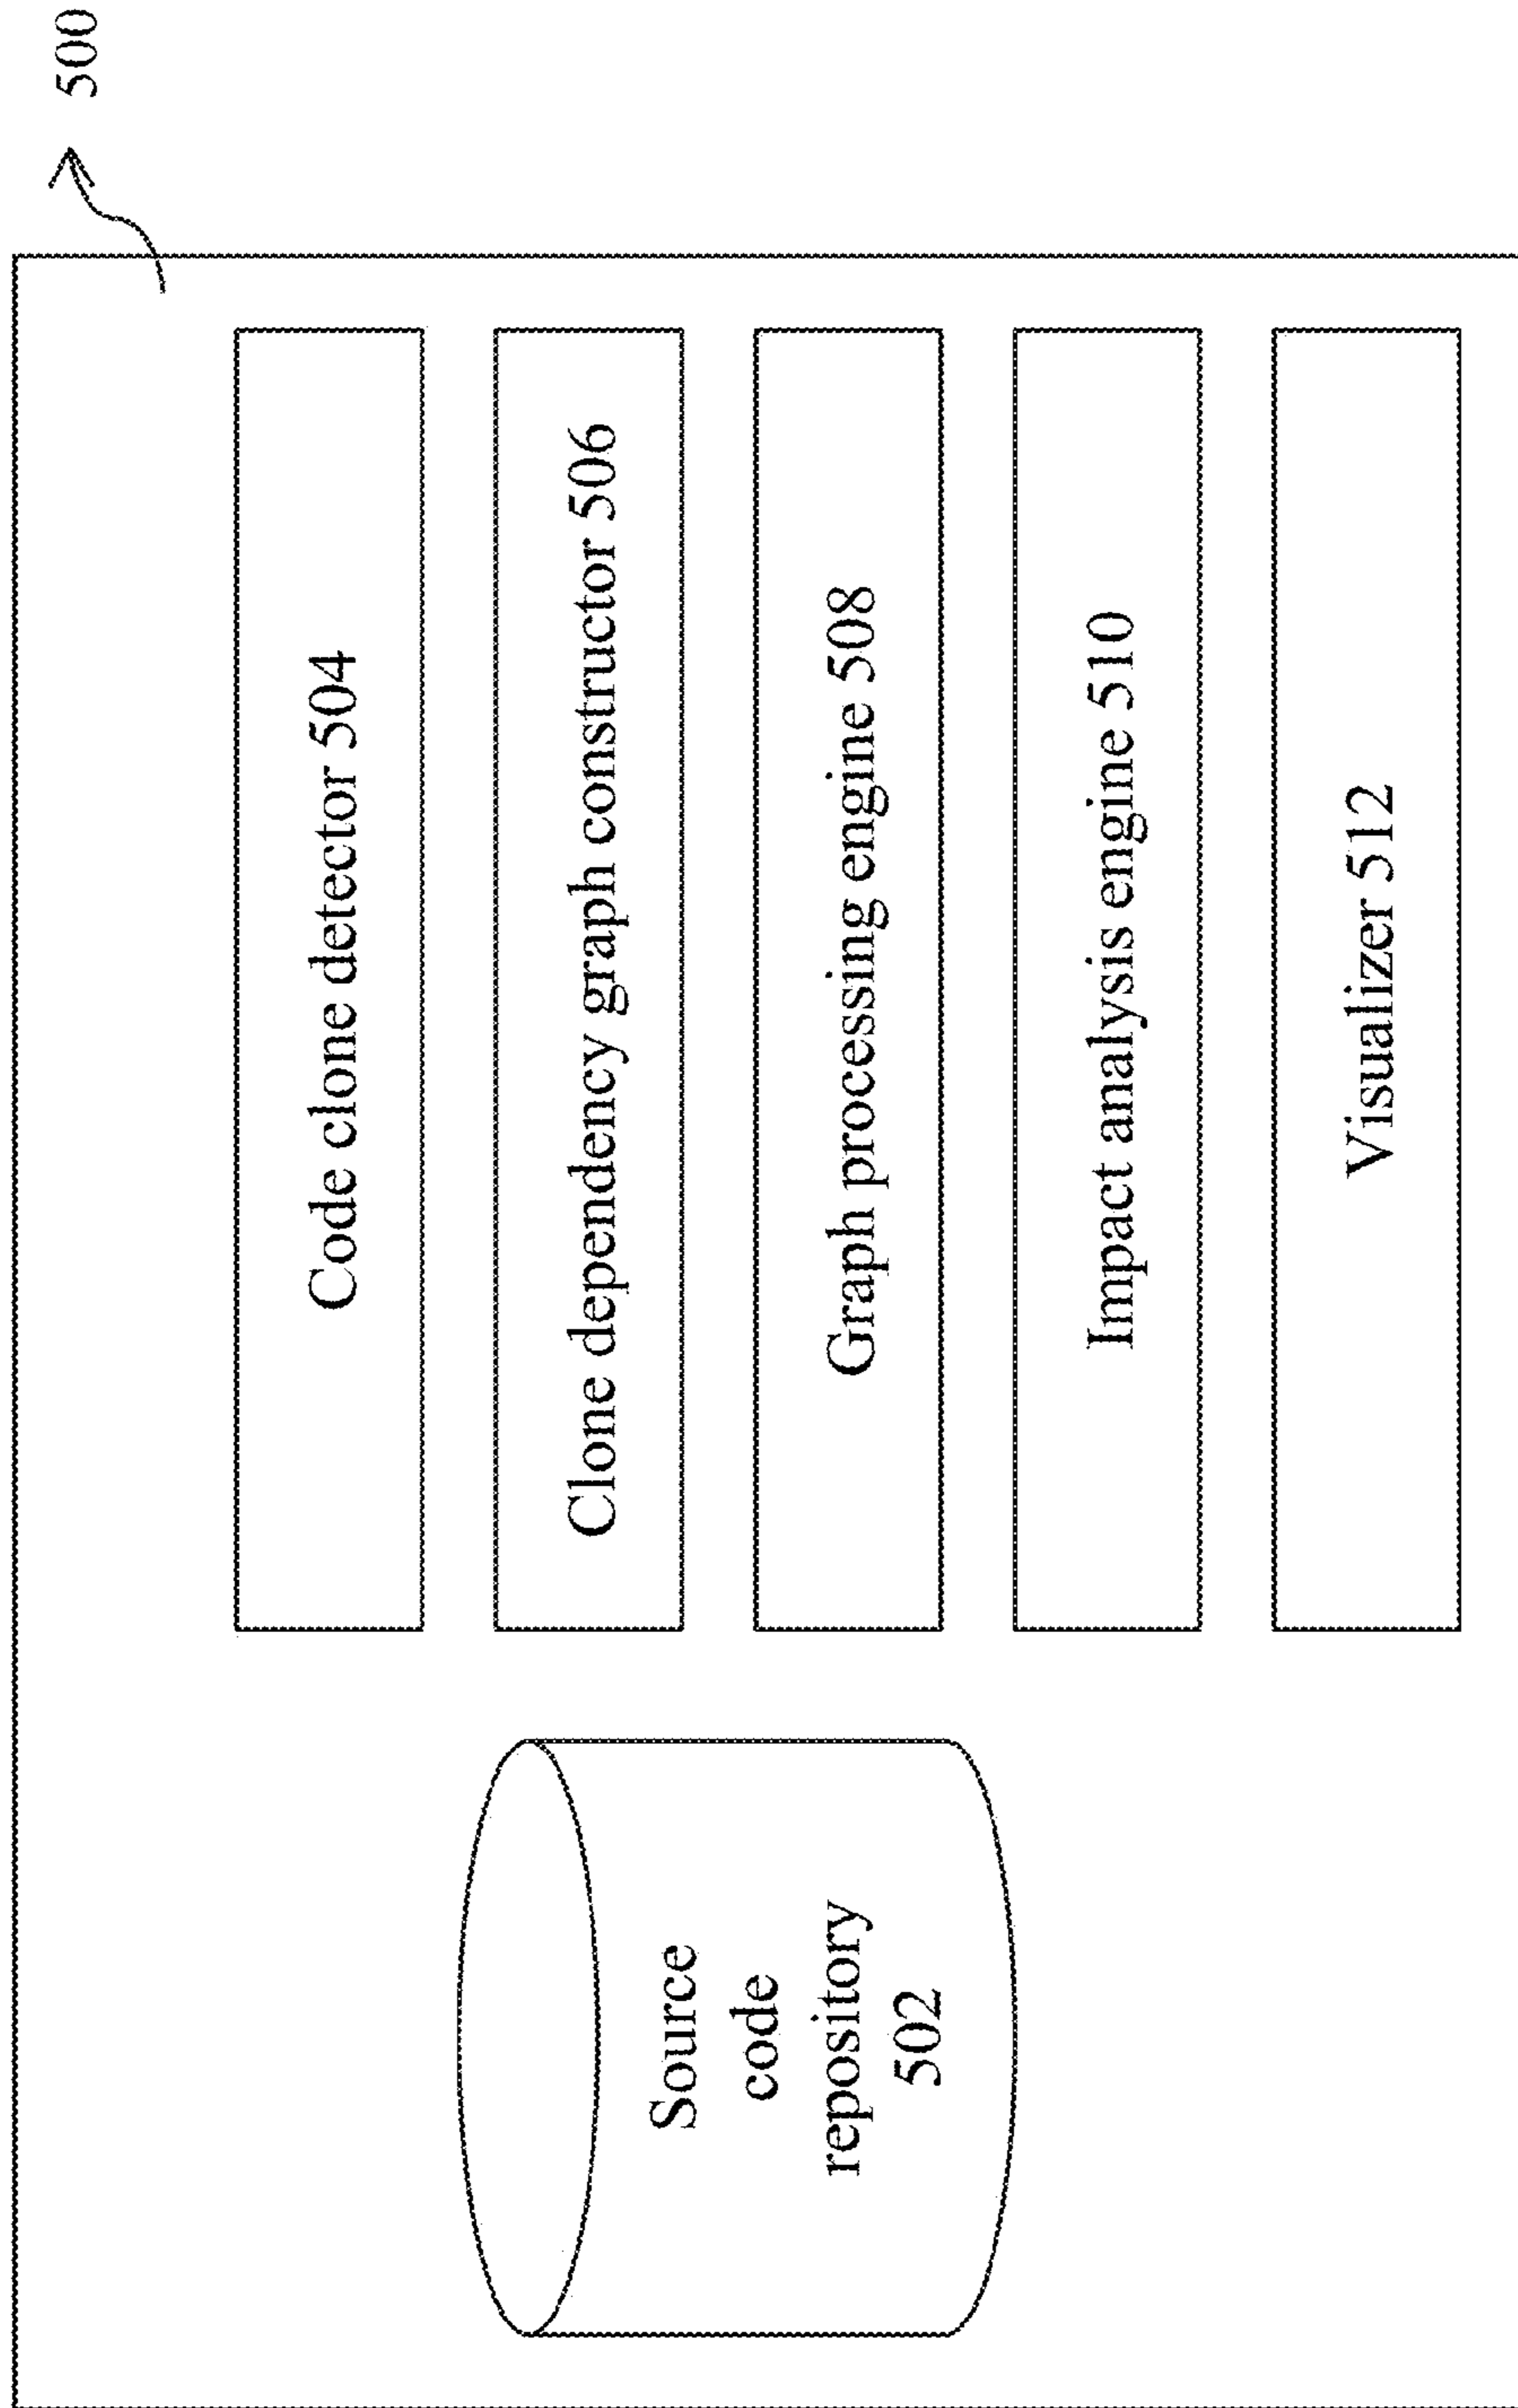 500
Code clone detector 504
Clone dependency graph constructor 506
Graph processing engine 508
Impact analysis engine 510
Visualizer 512
Source
code
repository
502